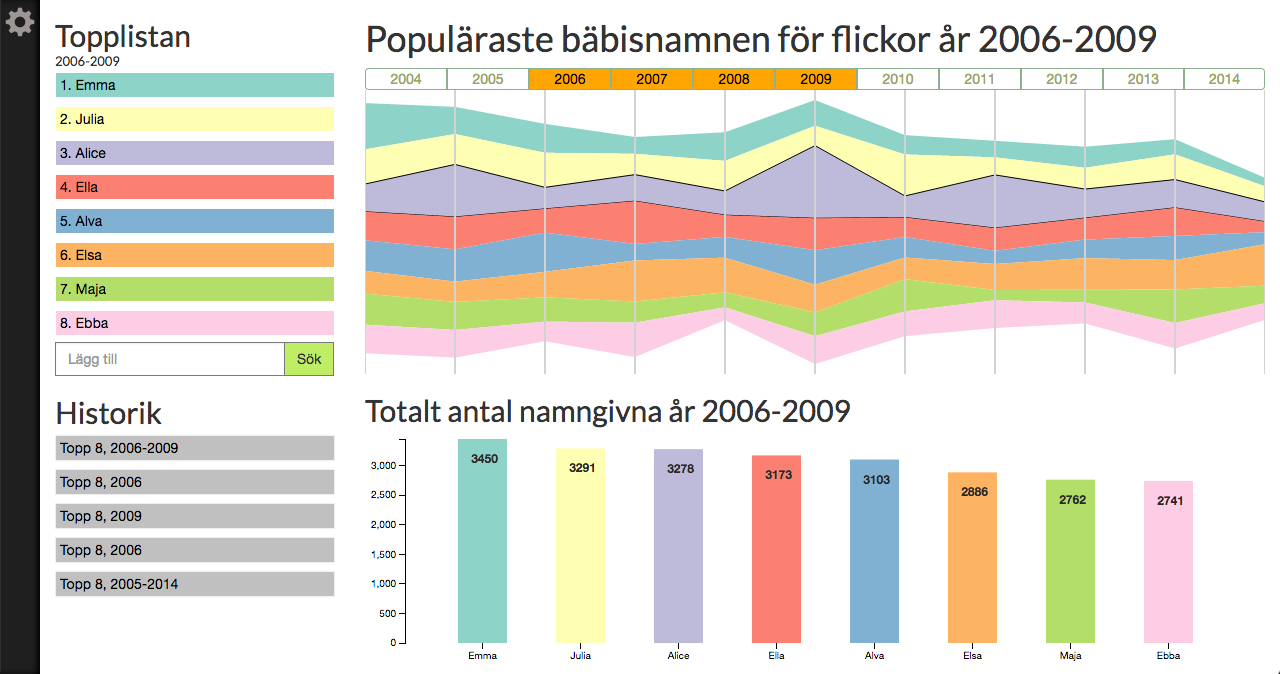 Topplistan
2006-2009
1. Emma
2. Julia
3. Alice
4. Ella
5. Alva
6. Elsa
7. Maja
8. Ebba
Lägg till Sök
Historik
Topp 8, 2006-2009
Topp 8, 2006
Topp 8, 2009
Topp 8, 2006
Topp 8, 2005-2014
Populäraste bäbisnamnen för flickor år 2006-2009
2004 2005 2006 2007 2008 2009 2010 2011 2012 2013 2014
Totalt antal namngivna år 2006-2009
3,000
2,500
2,000
1,500
1,000
500
0
3450 3291 3278 3173 3103 2886 2762 2741
Emma Julia Alice Ella Alva Elsa Maja Ebba